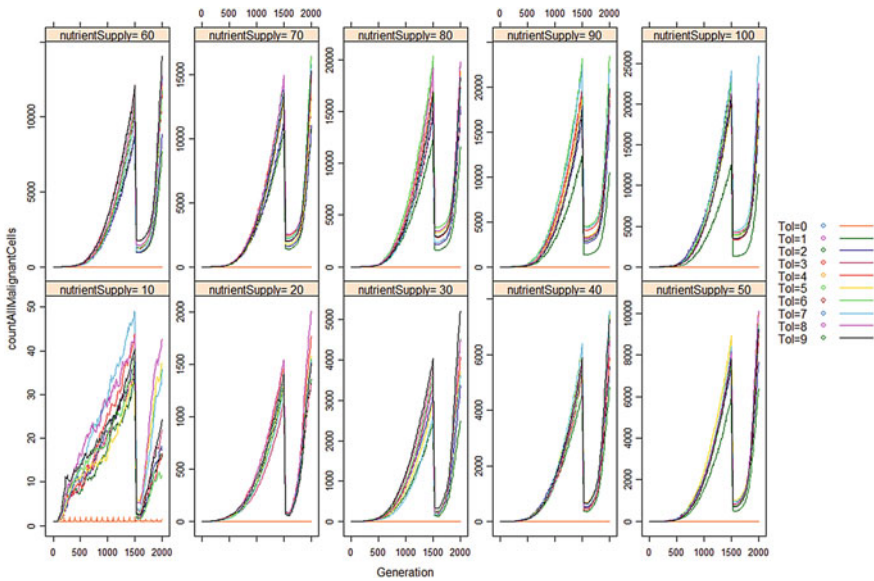 0 500 1000 1500 2000
0 500 1000 1500 2000
nutrientSupply= 60
nutrientSupply= 70
nutrientSupply= 80
nutrientSupply= 90
nutrientSupply= 100
0 5000 10000
0 5000 10000 15000
0 5000 10000 15000 20000
0 5000 10000 15000 20000
0 5000 10000 15000 20000 25000
nutrientSupply= 10
nutrientSupply= 20
nutrientSupply= 30
nutrientSupply= 40
nutrientSupply= 50
0 10 20 30 40 50
0 500 1000 1500 2000
0 1000 2000 3000 4000 5000
0 2000 4000 6000
0 2000 4000 6000 8000 10000
0 500 1000 1500 2000
0 500 1000 1500 2000
0 500 1000 1500 2000
countAllMalignantCells
Generation
Tol=0
Tol=1
Tol=2
Tol=3
Tol=4
Tol=5
Tol=6
Tol=7
Tol=8
Tol=9